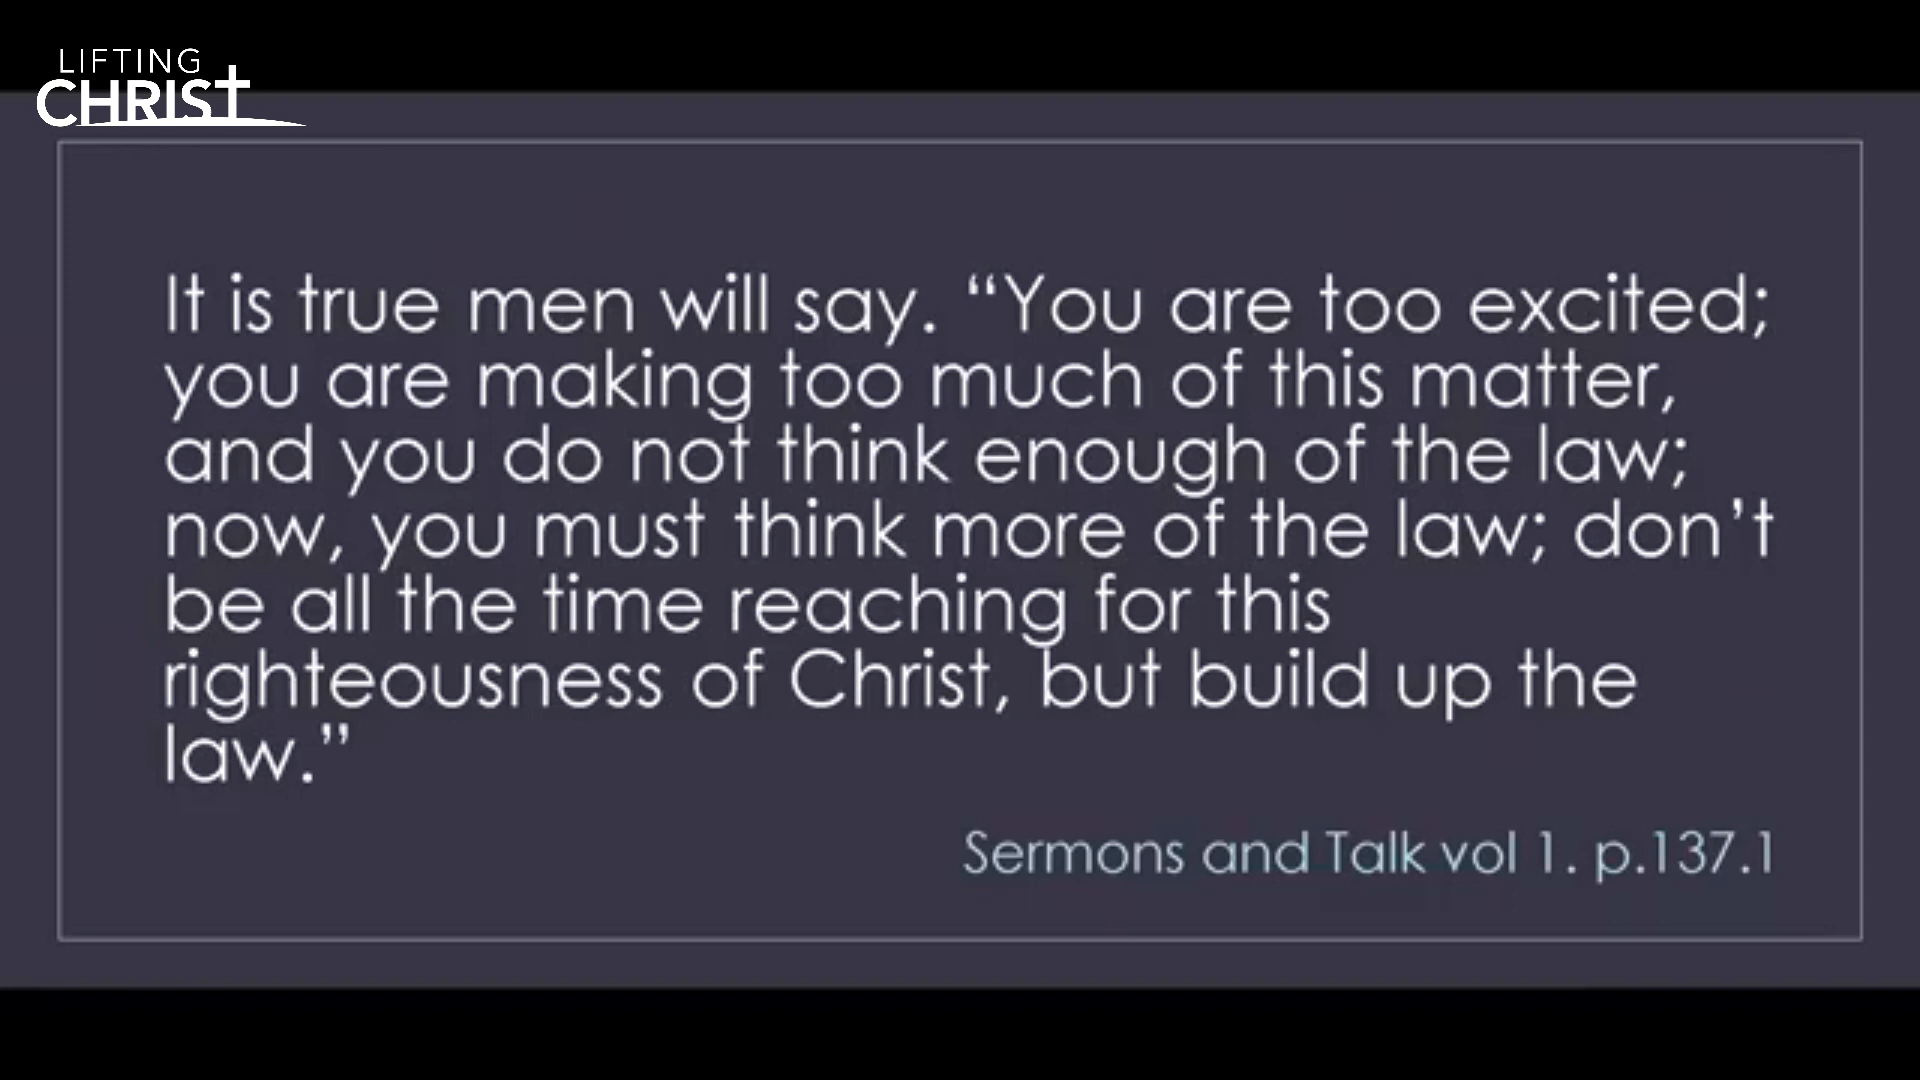 LIFTING
CHRIST
It is true men will say. “You are too excited;
you are making too much of this matter,
and you do not think enough of the law;
now, you must think more of the law; don’t
be all the time reaching for this
righteousness of Christ, but build up the
law.”
Sermons and Talk vol 1. p.137.1